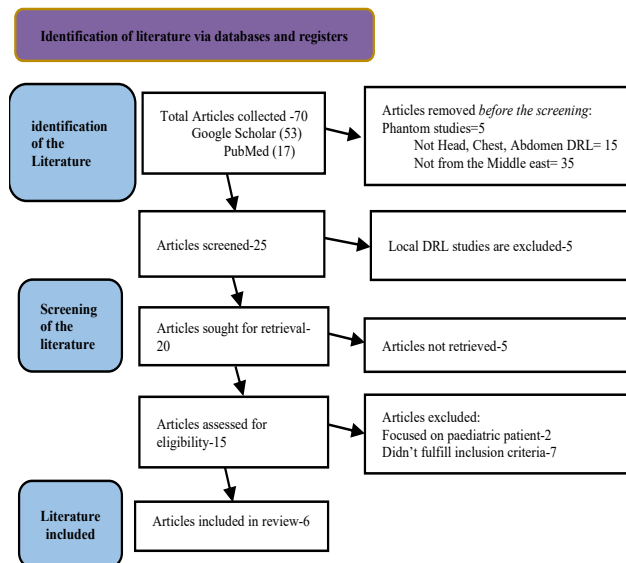 Identification of literature via databases and registers
identification
of the
Literature
Total Articles collected -70
Google Scholar (53)
PubMed (17)
Articles removed before the screening:
Phantom studies=5
Not Head, Chest, Abdomen DRL= 15
Not from the Middle east= 35
Articles screened-25
Local DRL studies are excluded-5
Screening
of the
literature
Articles sought for retrieval-
20
Articles not retrieved-5
Articles assessed for
eligibility-15
Articles excluded:
Focused on paediatric patient-2
Didn’t fulfill inclusion criteria-7
Literature
included
Articles included in review-6